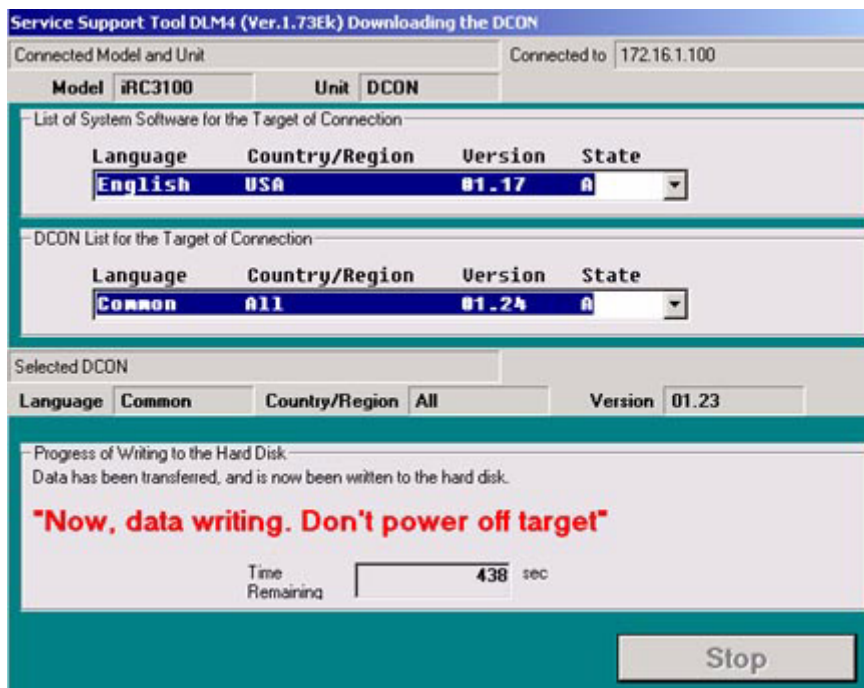 Service Support Tool DLM4 (Ver.1.73Ek) Downloading the DCON
Connected Model and Unit Connected to 172.16.1.100
Model iRC3100 Unit DCON
List of System Software for the Target of Connection
Language Country/Region Version State
English USA 01.17 A
DCON List for the Target of Connection
Language Country/Region Version State
Common All 01.24 A
Selected DCON
Language Common Country/Region All Version 01.23
Progress of Writing to the Hard Disk
Data has been transferred, and is now been written to the hard disk.
"Now, data writing. Don't power off target"
Time
Remaining 438 sec
Stop